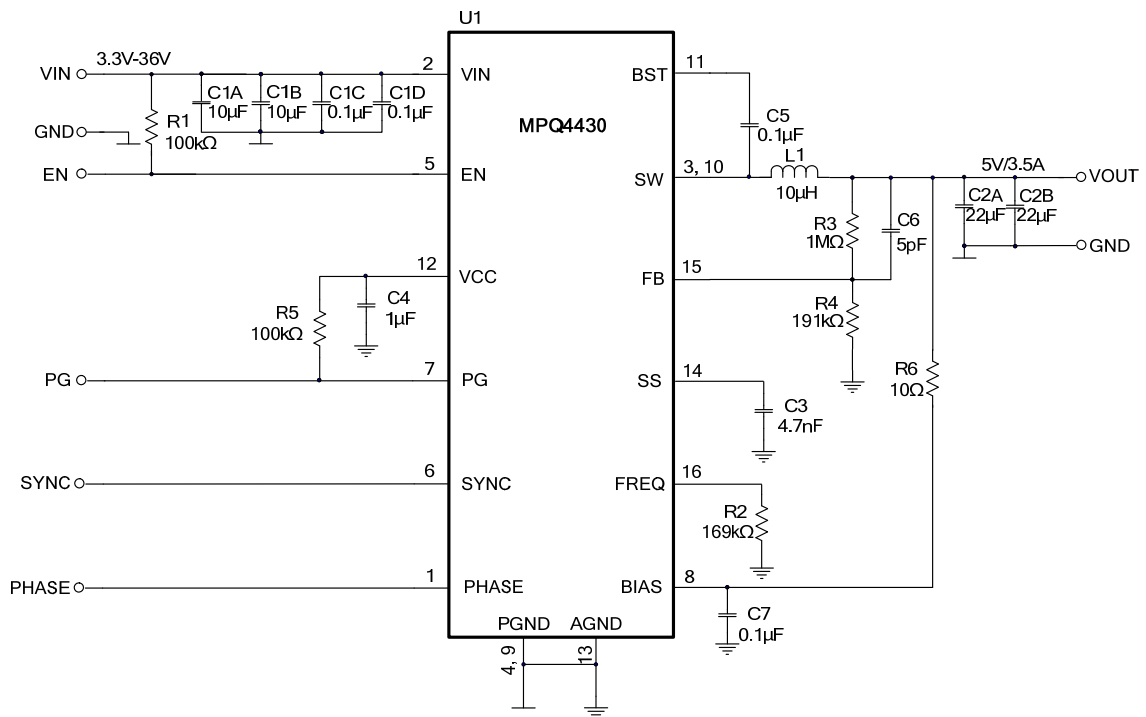 U1
3.3V-36V
VIN
GND
EN
R1
100kΩ
C1A
10µF
C1B
10µF
C1C
0.1µF
C1D
0.1µF
2
VIN
5
EN
MPQ4430
BST
11
C5
0.1µF
SW
3, 10
L1
10µH
5V/3.5A
VOUT
C2A
22µF
C2B
22µF
GND
R3
1MΩ
C6
5pF
FB
15
R4
191kΩ
12
VCC
C4
1µF
R5
100kΩ
PG
7
PG
SS
14
C3
4.7nF
R6
10Ω
SYNC
6
SYNC
FREQ
16
R2
169kΩ
PHASE
1
PHASE
BIAS
8
C7
0.1µF
PGND
AGND
4, 9
13